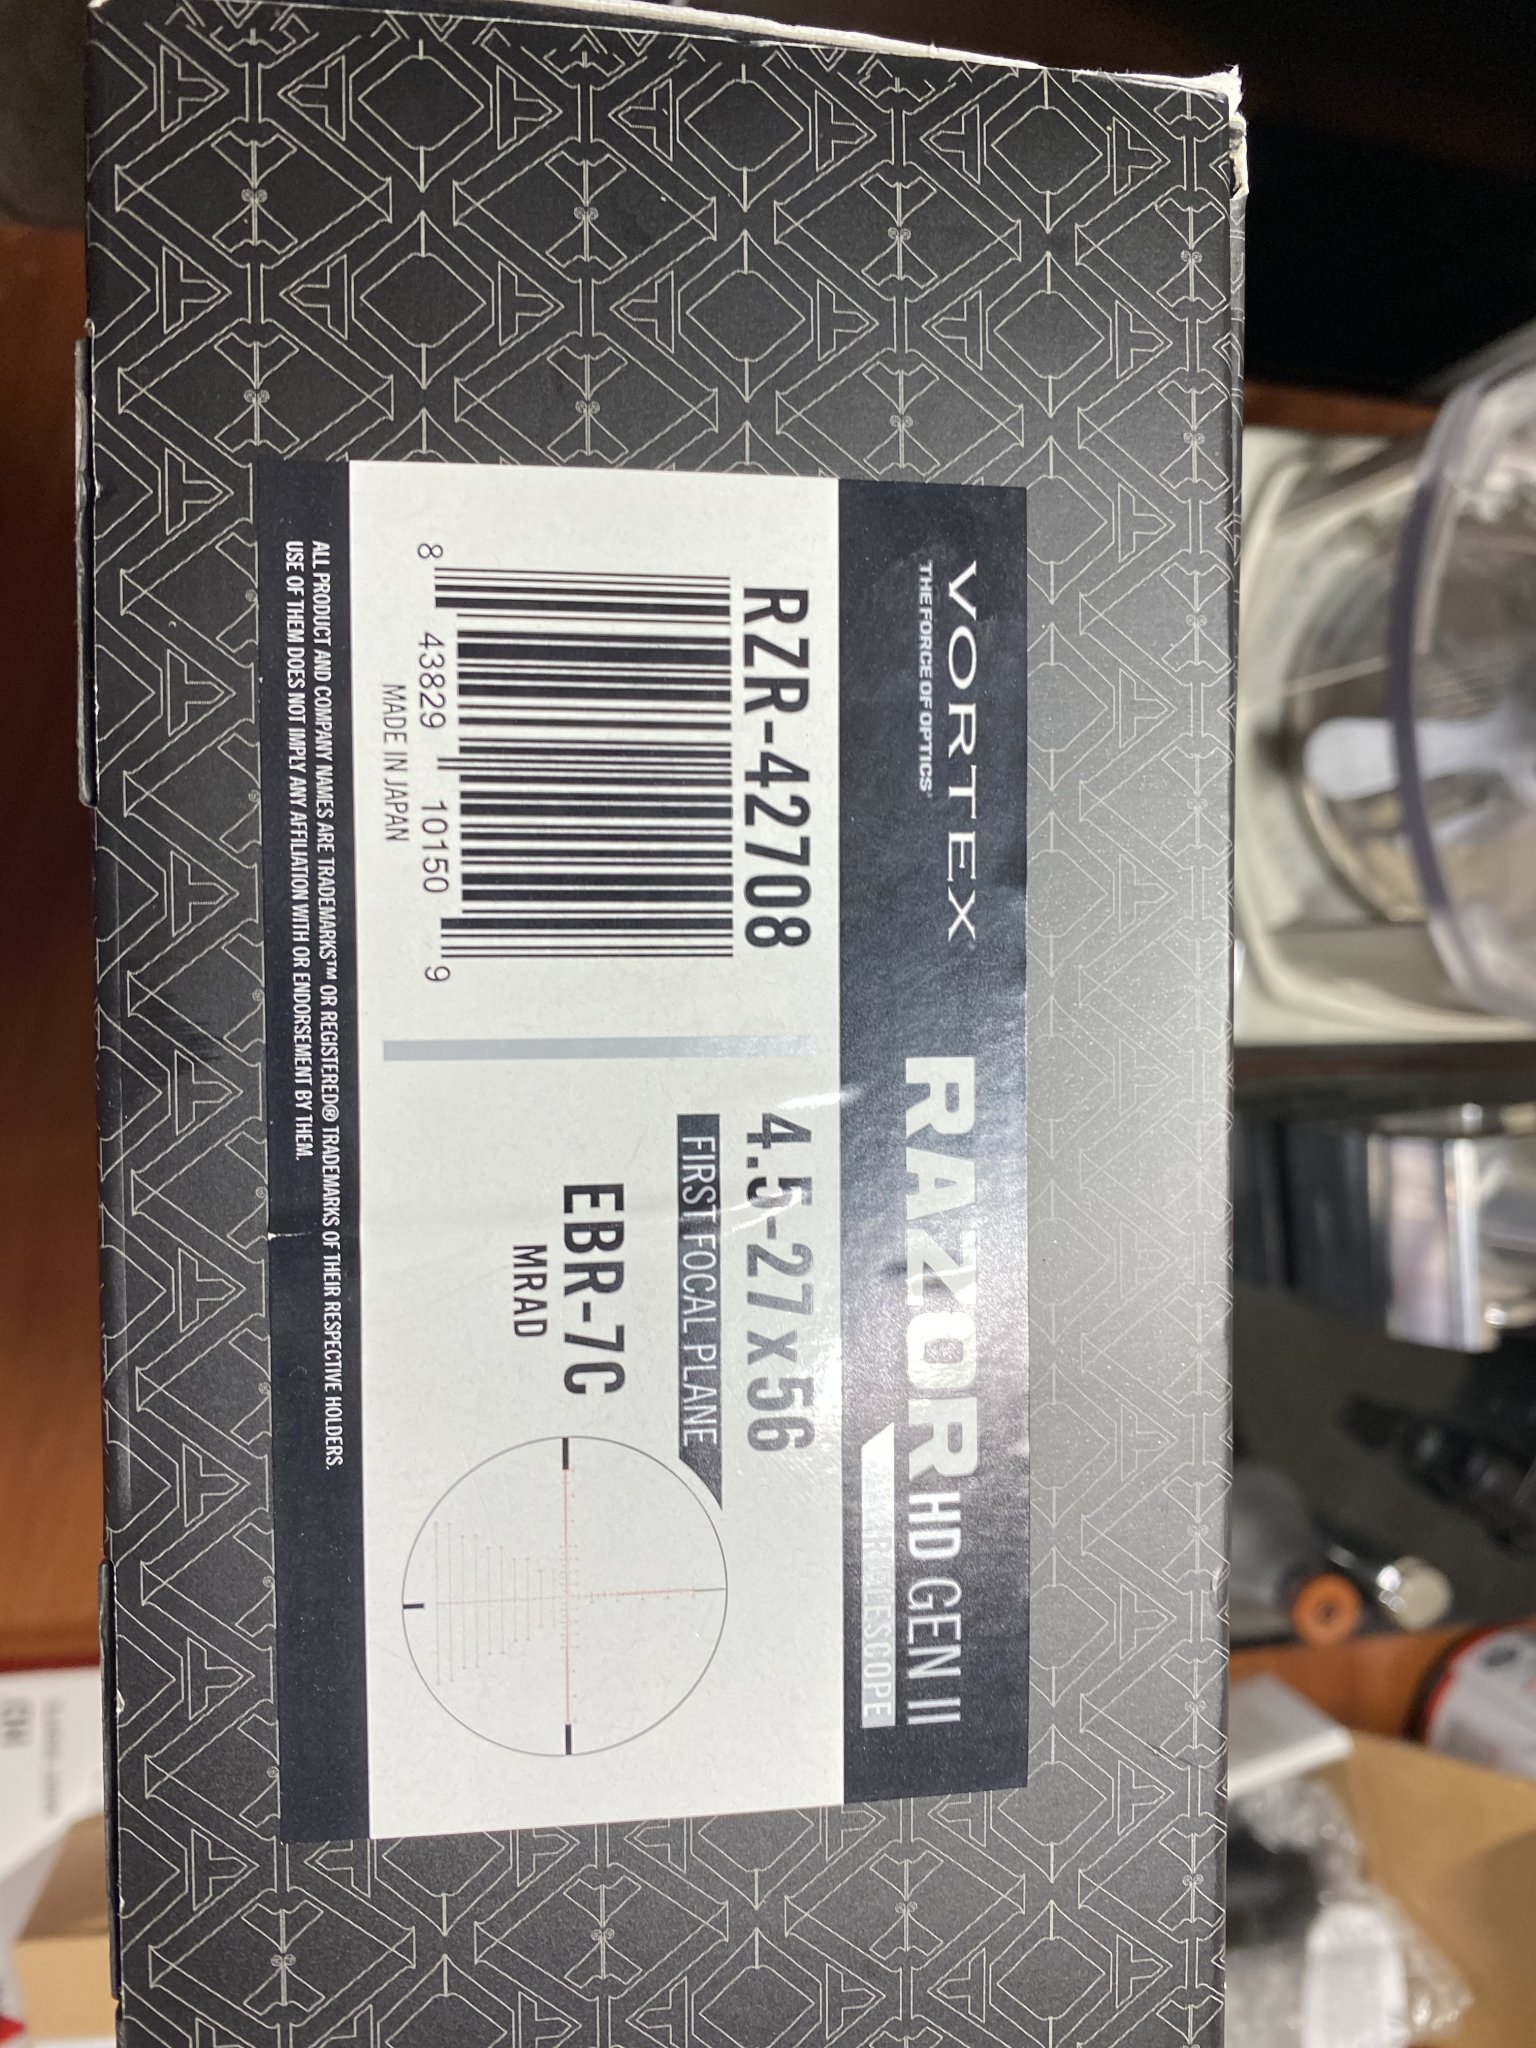 VORTEX
THE FORCE OF OPTICS®
RAZOR HD GEN II
RIFLESCOPE
RZR-42708
8 43829 10150 9
MADE IN JAPAN
4.5-27 x 56
FIRST FOCAL PLANE
EBR-7C
MRAD
ALL PRODUCT AND COMPANY NAMES ARE TRADEMARKS™ OR REGISTERED® TRADEMARKS OF THEIR RESPECTIVE HOLDERS.
USE OF THEM DOES NOT IMPLY ANY AFFILIATION WITH OR ENDORSEMENT BY THEM.